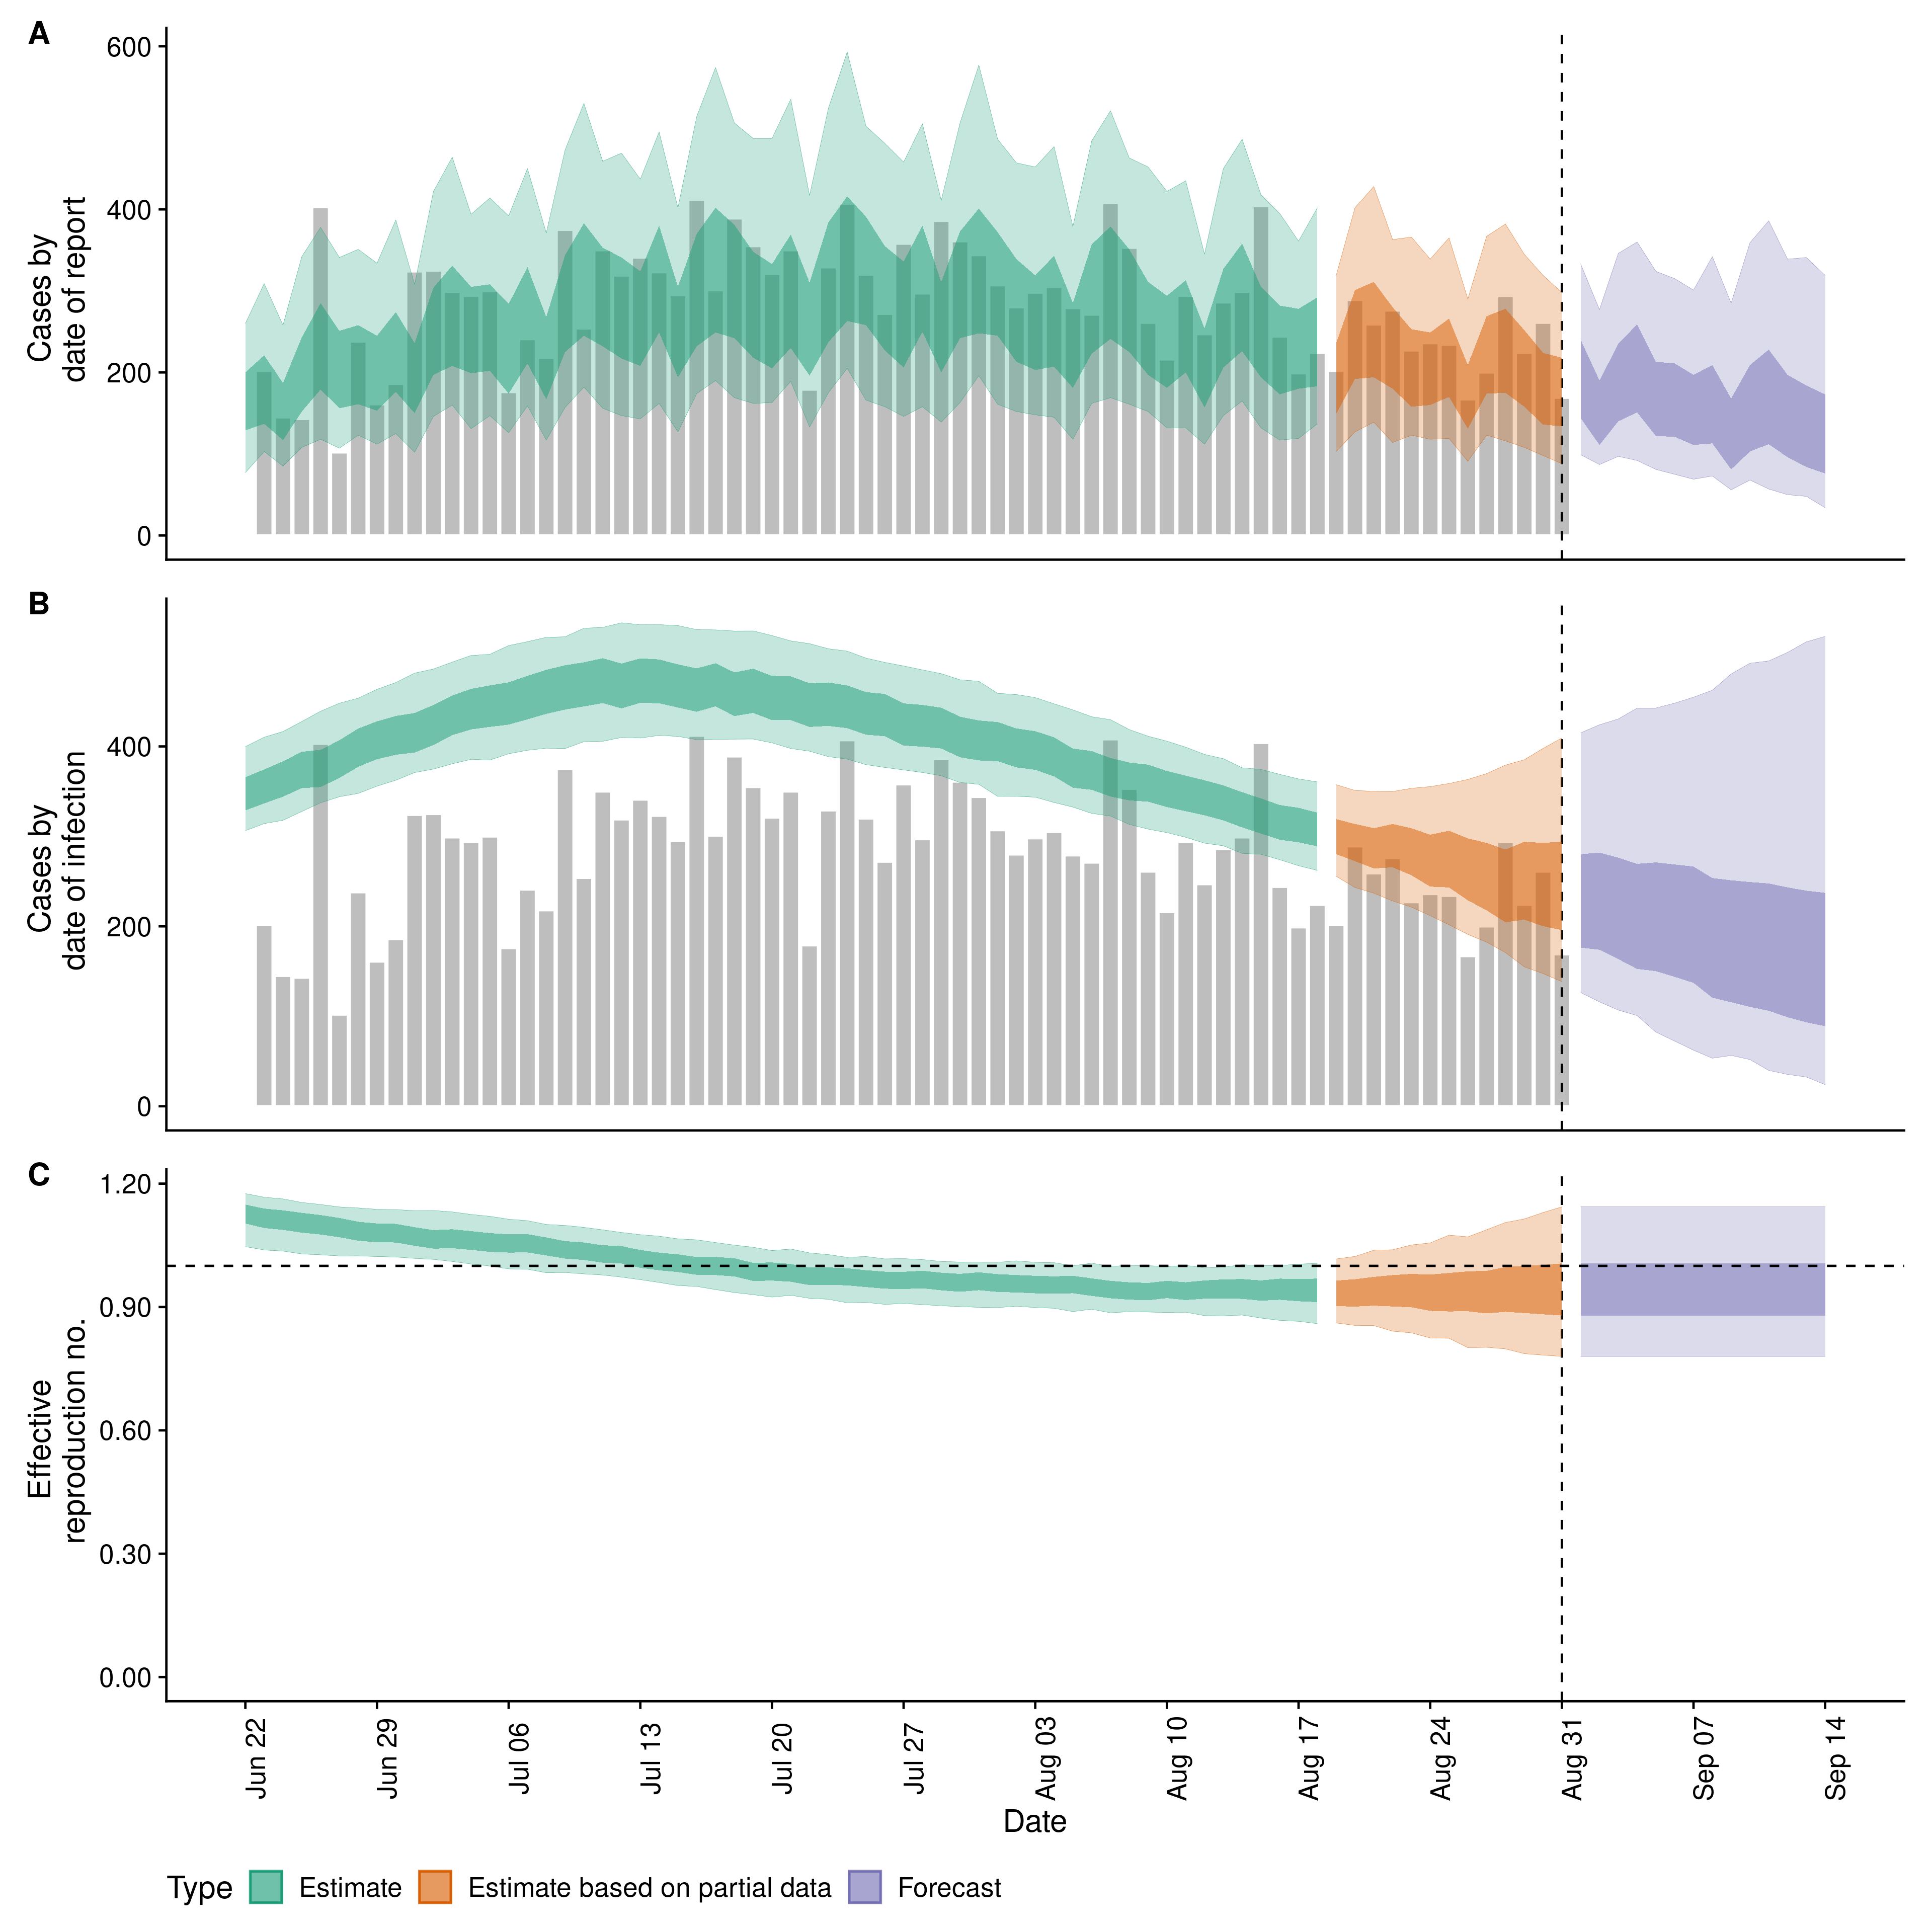 A
600
400
200
0
Cases by
date of report
B
400
200
0
Cases by
date of infection
C
1.20
0.90
0.60
0.30
0.00
Effective
reproduction no.
Jun 22
Jun 29
Jul 06
Jul 13
Jul 20
Jul 27
Aug 03
Aug 10
Aug 17
Aug 24
Aug 31
Sep 07
Sep 14
Date
Type Estimate Estimate based on partial data Forecast